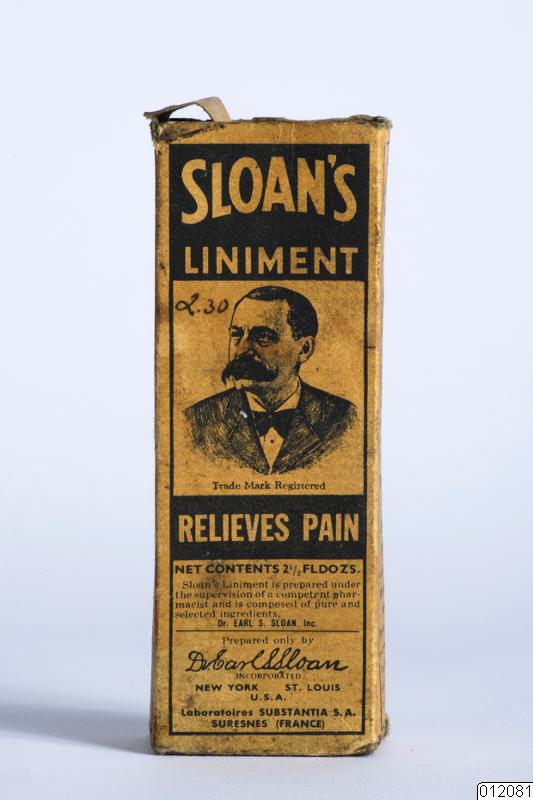 SLOAN'S
LINIMENT
2.30
Trade Mark Registered
RELIEVES PAIN
NET CONTENTS 2½ FLDOZS.
Sloan's Liniment is prepared under
the supervision of a competent phar-
macist and is composed of pure and
selected ingredients.
Dr. EARL S. SLOAN, Inc.
Prepared only by
Dr. Earl S. Sloan
INCORPORATED
NEW YORK ST. LOUIS
U.S.A.
Laboratoires SUBSTANTIA S.A.
SURESNES (FRANCE)
012081